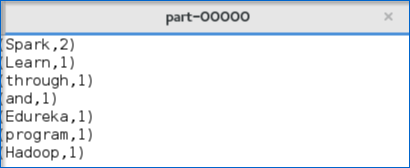 part-00000 ×
(Spark,2)
(Learn,1)
(through,1)
(and,1)
(Edureka,1)
(program,1)
(Hadoop,1)